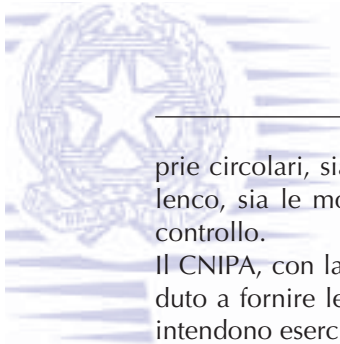 prie circolari, sia
lenco, sia le mo
controllo.
Il CNIPA, con la
duto a fornire le
intendono eserc